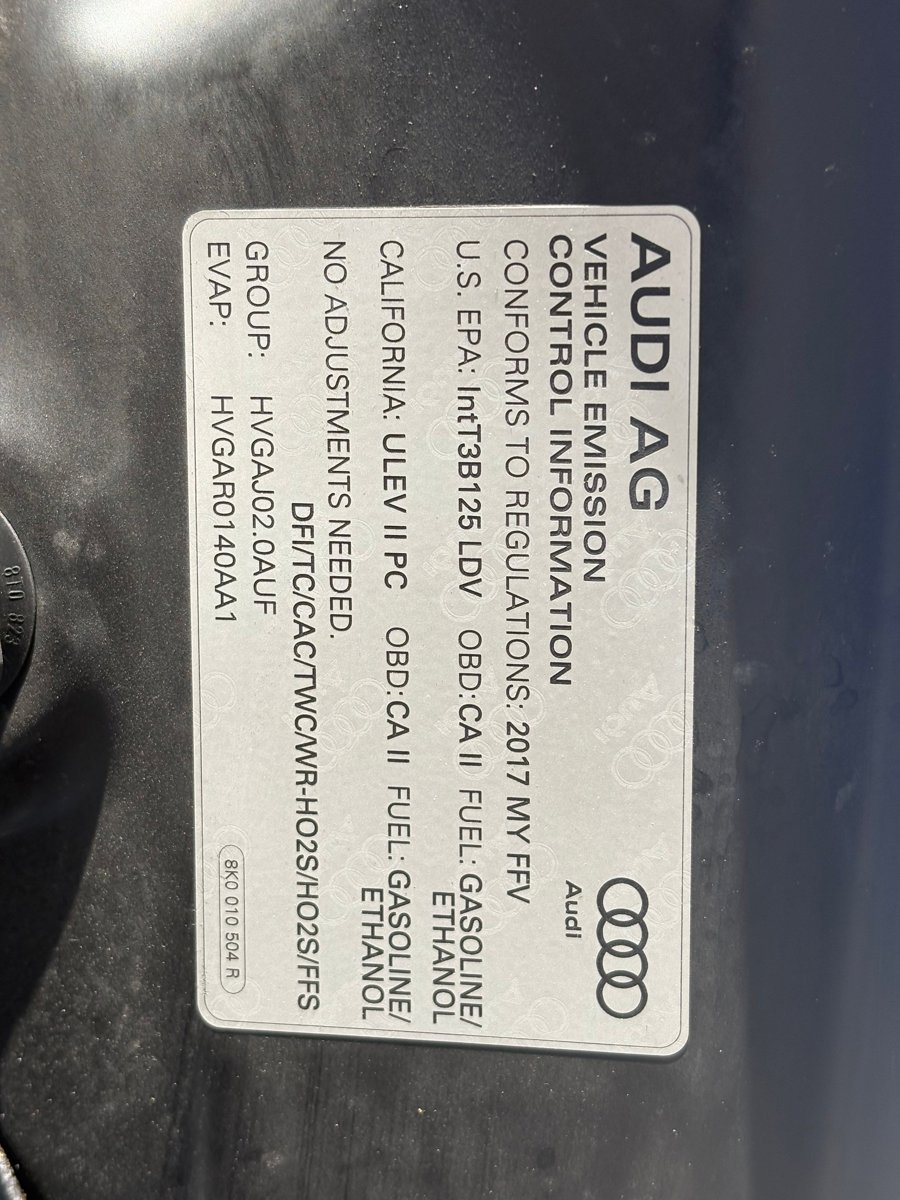 AUDI AG
VEHICLE EMISSION
CONTROL INFORMATION
Audi
CONFORMS TO REGULATIONS: 2017 MY FFV
U.S. EPA: IntT3B125 LDV OBD:CA II FUEL: GASOLINE/
ETHANOL
CALIFORNIA: ULEV II PC OBD:CA II FUEL: GASOLINE/
ETHANOL
NO ADJUSTMENTS NEEDED.
DFI/TC/CAC/TWC/WR-HO2S/HO2S/FFS
GROUP: HVGAJ02.0AUF
EVAP: HVGAR0140AA1
8K0 010 504 R